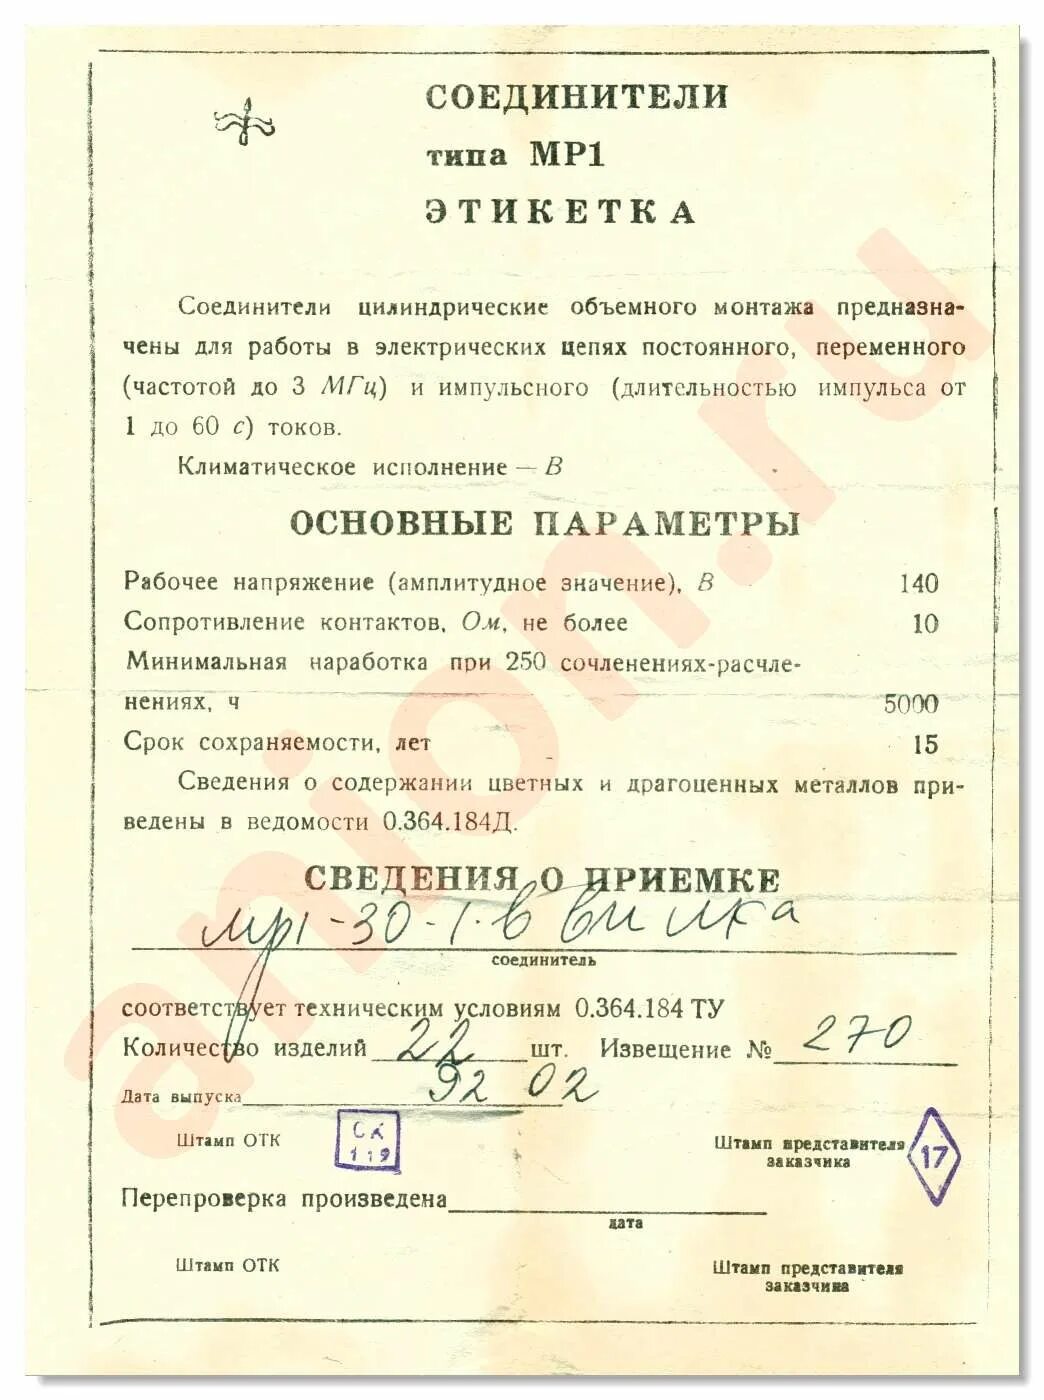 СОЕДИНИТЕЛИ
типа МР1
ЭТИКЕТКА
Соединители цилиндрические объемного монтажа предназна-
чены для работы в электрических цепях постоянного, переменного
(частотой до 3 МГц) и импульсного (длительностью импульса от
1 до 60 с) токов.
Климатическое исполнение — В
ОСНОВНЫЕ ПАРАМЕТРЫ
Рабочее напряжение (амплитудное значение), В 140
Сопротивление контактов, Ом, не более 10
Минимальная наработка при 250 сочленениях-расчле-
нениях, ч 5000
Срок сохраняемости, лет 15
Сведения о содержании цветных и драгоценных металлов при-
ведены в ведомости 0.364.184Д.
СВЕДЕНИЯ О ПРИЕМКЕ
МР1-30-1-В вилка
соединитель
соответствует техническим условиям 0.364.184 ТУ
Количество изделий 22 шт. Извещение № 270
Дата выпуска 92 02
Штамп ОТК СК 119 Штамп представителя заказчика 17
Перепроверка произведена
дата
Штамп ОТК Штамп представителя
заказчика
anion.ru